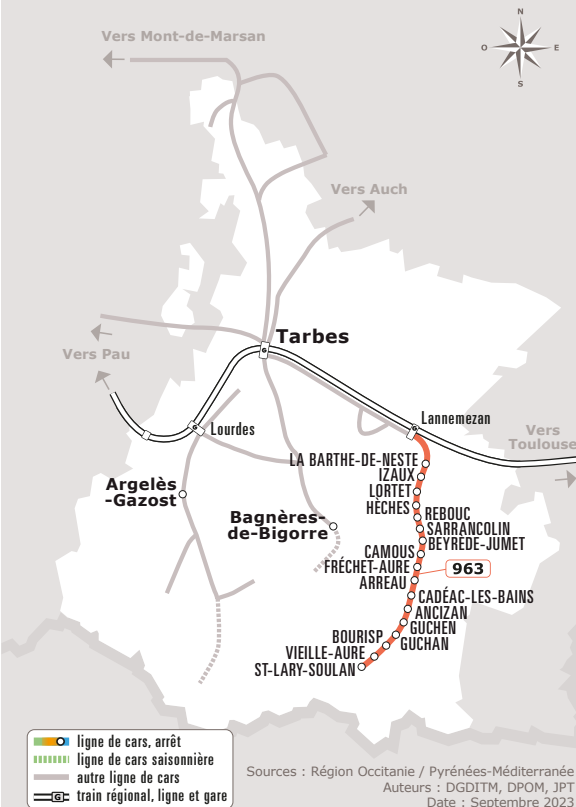 Vers Mont-de-Marsan
N
O
E
S
Vers Auch
Tarbes
Vers Pau
Lannemezan
Lourdes
Vers
Toulouse
LA BARTHE-DE-NESTE
IZAUX
LORTET
HÈCHES
Argelès
-Gazost
Bagnères-
de-Bigorre
REBOUC
SARRANCOLIN
BEYRÈDE-JUMET
CAMOUS
FRÉCHET-AURE
963
ARREAU
CADÉAC-LES-BAINS
ANCIZAN
GUCHEN
BOURISP
GUCHAN
VIEILLE-AURE
ST-LARY-SOULAN
ligne de cars, arrêt
ligne de cars saisonnière
autre ligne de cars
G train régional, ligne et gare
Sources : Région Occitanie / Pyrénées-Méditerranée
Auteurs : DGDITM, DPOM, JPT
Date : Septembre 2023